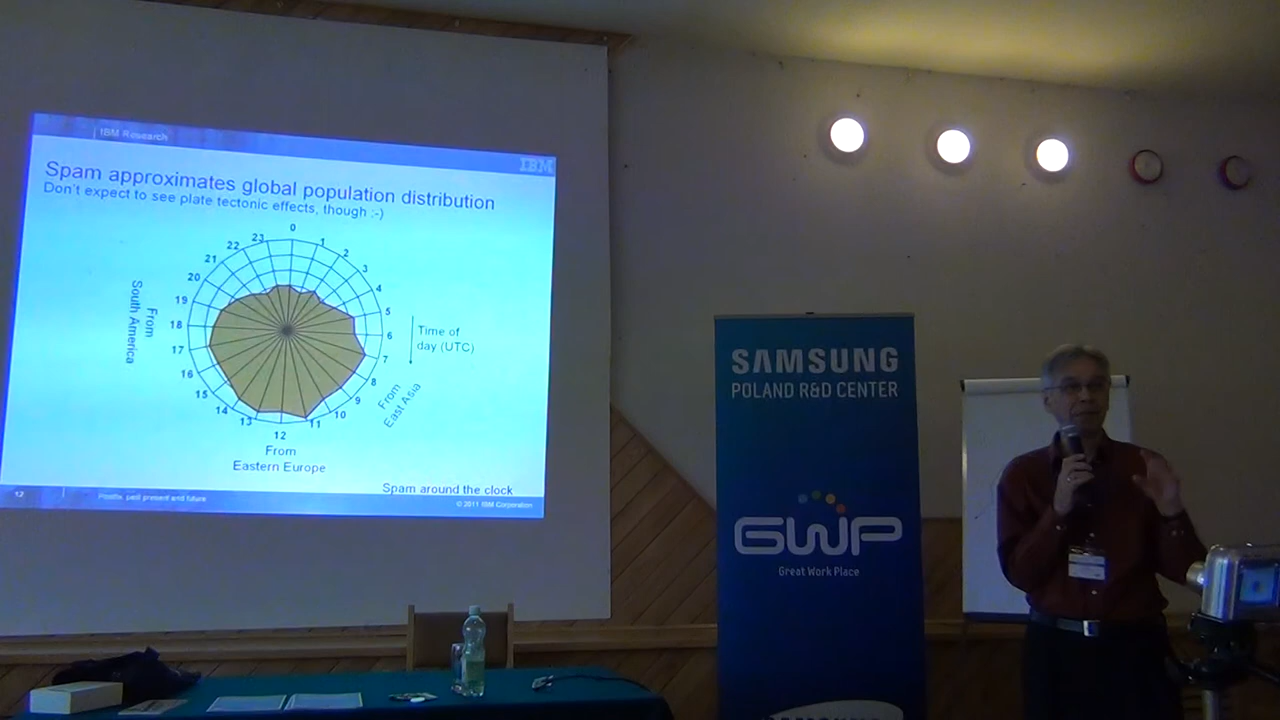 IBM Research
IBM
Spam approximates global population distribution
Don't expect to see plate tectonic effects, though :-)
0
1
2
3
4
5
6
7
8
9
10
11
12
13
14
15
16
17
18
19
20
21
22
23
Time of
day (UTC)
From
South America
From
East Asia
From
Eastern Europe
Spam around the clock
Postfix, past present and future
© 2011 IBM Corporation
SAMSUNG
POLAND R&D CENTER
GWP
Great Work Place
SAMSUNG